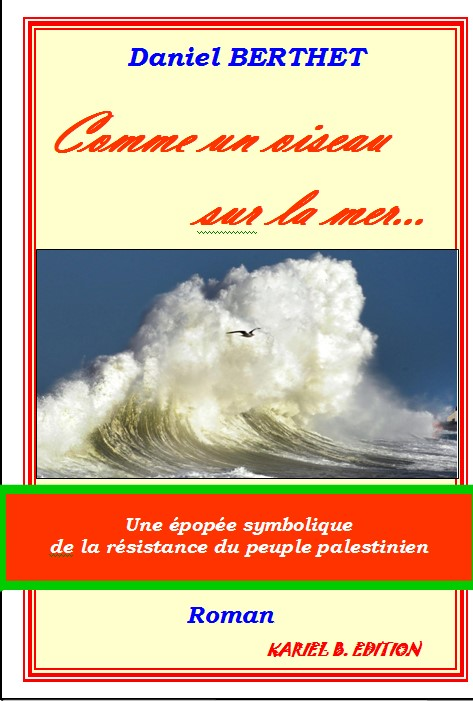 Daniel BERTHET
Comme un oiseau
sur la mer...
Une épopée symbolique
de la résistance du peuple palestinien
Roman
KARIEL B. EDITION